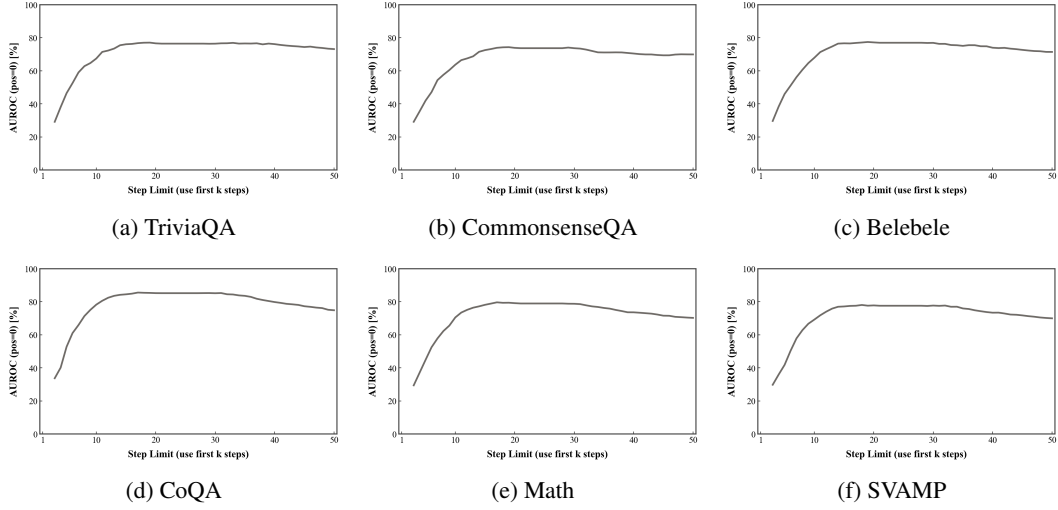 100
80
60
40
20
0
AUROC (pos=0) [%]
1 10 20 30 40 50
Step Limit (use first k steps)
(a) TriviaQA
100
80
60
40
20
0
AUROC (pos=0) [%]
1 10 20 30 40 50
Step Limit (use first k steps)
(b) CommonsenseQA
100
80
60
40
20
0
AUROC (pos=0) [%]
1 10 20 30 40 50
Step Limit (use first k steps)
(c) Belebele
100
80
60
40
20
0
AUROC (pos=0) [%]
1 10 20 30 40 50
Step Limit (use first k steps)
(d) CoQA
100
80
60
40
20
0
AUROC (pos=0) [%]
1 10 20 30 40 50
Step Limit (use first k steps)
(e) Math
100
80
60
40
20
0
AUROC (pos=0) [%]
1 10 20 30 40 50
Step Limit (use first k steps)
(f) SVAMP